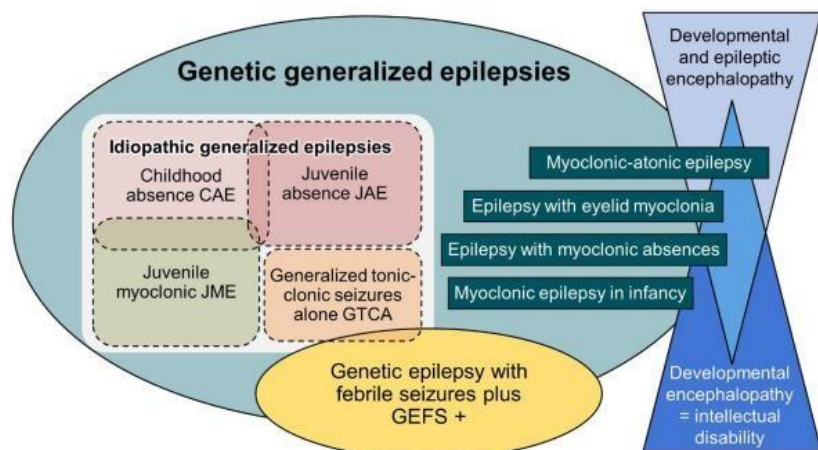 Genetic generalized epilepsies
Idiopathic generalized epilepsies
Childhood
absence CAE
Juvenile
absence JAE
Juvenile
myoclonic JME
Generalized tonic-
clonic seizures
alone GTCA
Genetic epilepsy with
febrile seizures plus
GEFS +
Developmental
and epileptic
encephalopathy
Myoclonic-atonic epilepsy
Epilepsy with eyelid myoclonia
Epilepsy with myoclonic absences
Myoclonic epilepsy in infancy
Developmental
encephalopathy
= intellectual
disability